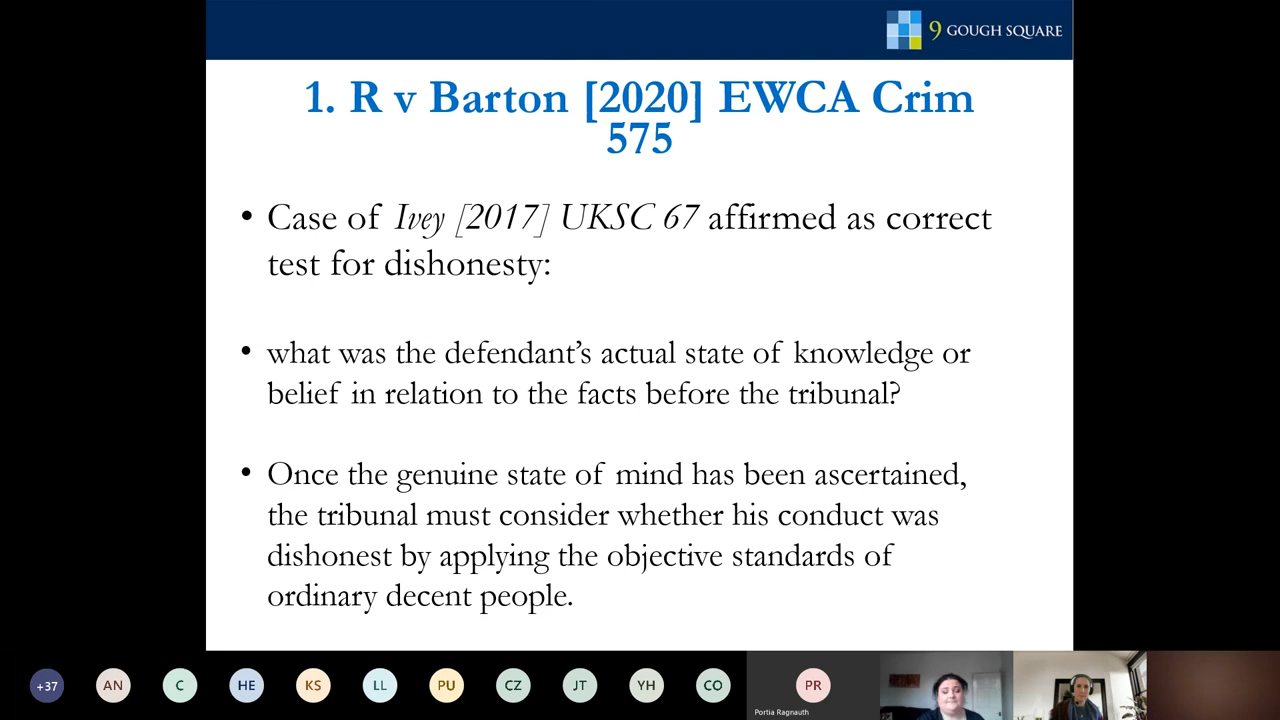 9 GOUGH SQUARE
1. R v Barton [2020] EWCA Crim
575
• Case of Ivey [2017] UKSC 67 affirmed as correct
test for dishonesty:
• what was the defendant’s actual state of knowledge or
belief in relation to the facts before the tribunal?
• Once the genuine state of mind has been ascertained,
the tribunal must consider whether his conduct was
dishonest by applying the objective standards of
ordinary decent people.
+37 AN C HE KS LL PU CZ JT YH CO PR
Portia Ragnauth